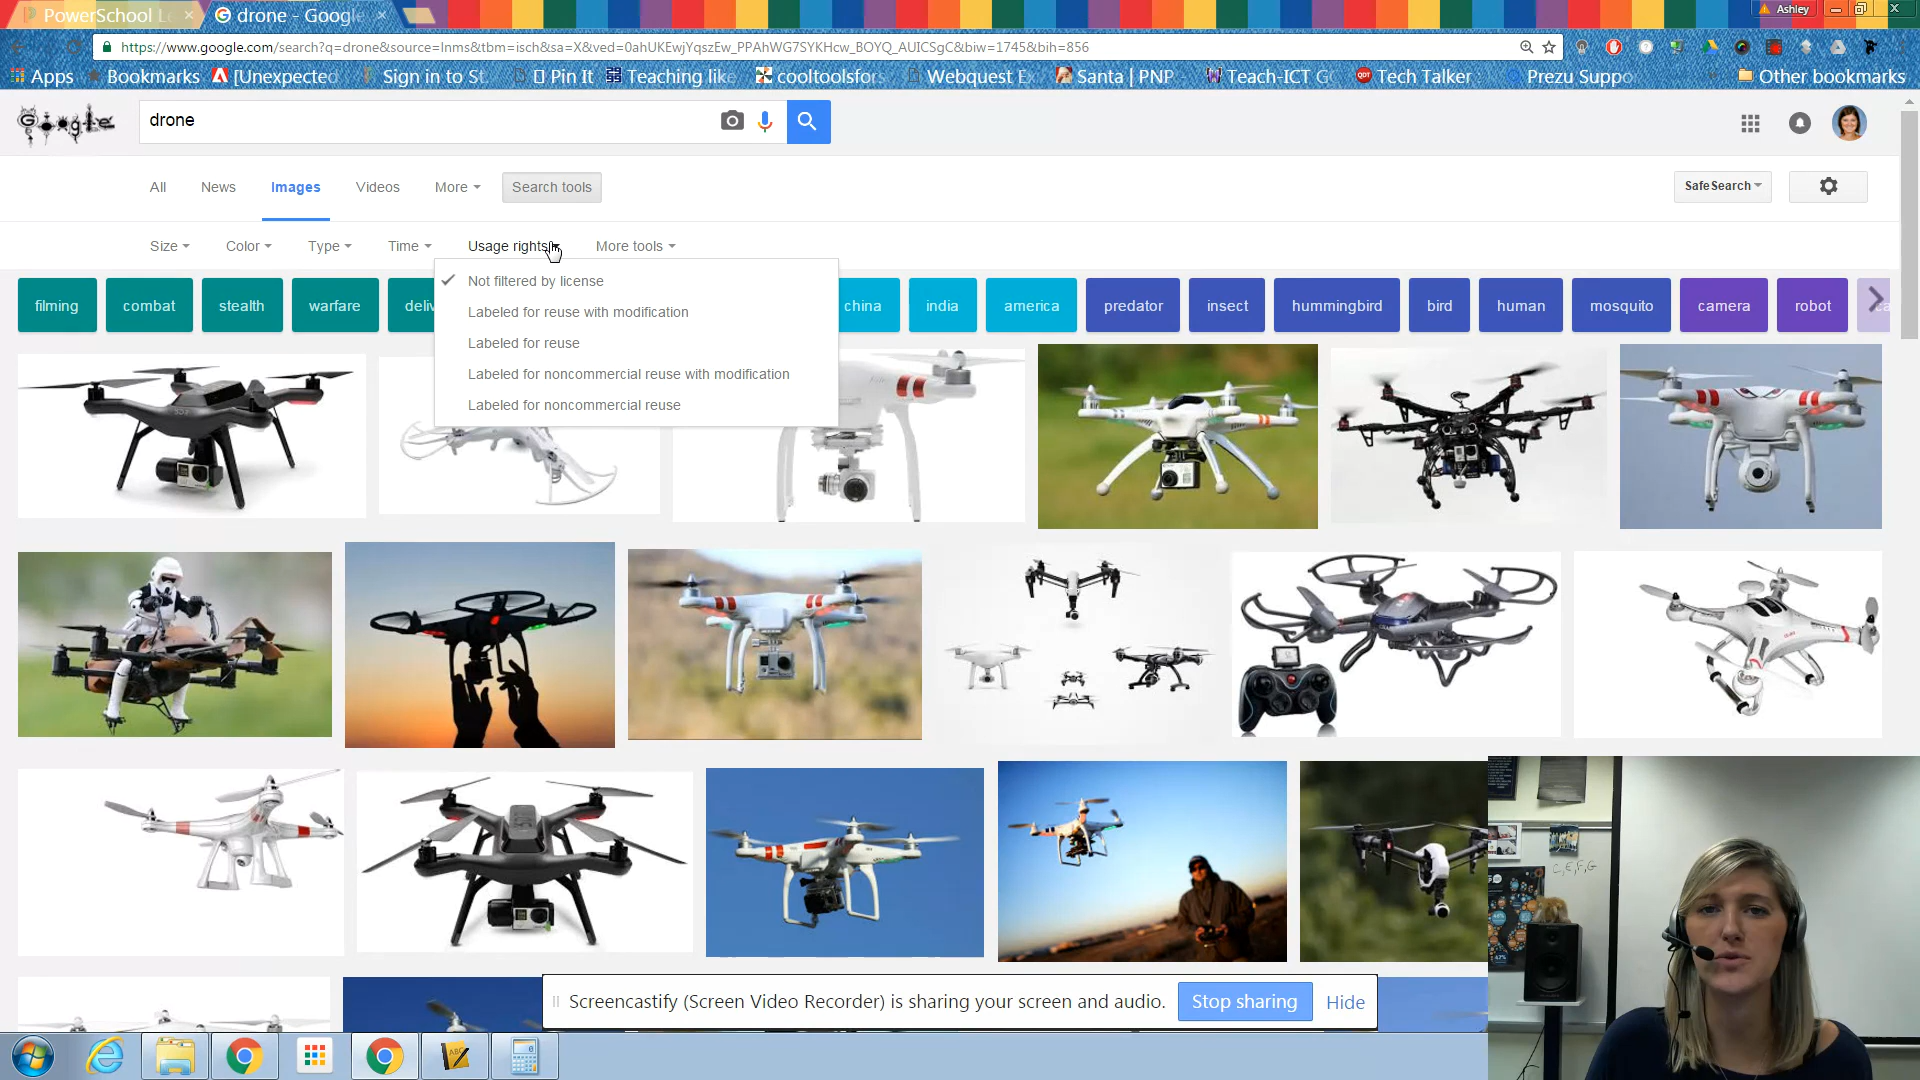 PowerSchool L
drone - Google
Ashley
https://www.google.com/search?q=drone&source=lnms&tbm=isch&sa=X&ved=0ahUKEwjYqszEw_PPAhWG7SYKHcw_BOYQ_AUICSgC&biw=1745&bih=856
Apps Bookmarks [Unexpected Sign in to St Pin It Teaching like cooltoolsfor Webquest E Santa | PNP Teach-ICT G Tech Talker Prezu Suppo Other bookmarks
Google drone
All News Images Videos More Search tools SafeSearch
Size Color Type Time Usage rights More tools
Not filtered by license
Labeled for reuse with modification
Labeled for reuse
Labeled for noncommercial reuse with modification
Labeled for noncommercial reuse
filming combat stealth warfare deliv china india america predator insect hummingbird bird human mosquito camera robot ca
C,E,F,G
Screencastify (Screen Video Recorder) is sharing your screen and audio. Stop sharing Hide